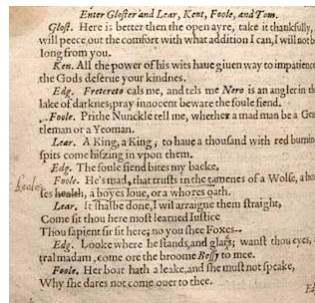 Enter Gloster and Lear, Kent, Foole, and Tom.
Glost. Here is better then the open ayre, take it thankfully,
will peece out the comfort with what addition I can, I will not b
long from you.
Ken. All the power of his wits haue giuen way to impatience
the Gods deserue your kindnes.
Edg. Fretereto cals me, and tels me Nero is an angler in th
lake of darknes, pray innocent beware the foule fiend.
Foole. Prithe Nunckle tell me, whether a mad man be a Gen
tleman or a Yeoman.
Lear. A King, a King; to haue a thousand with red burnin
spits come hiszing in vpon them.
Edg. The foule fiend bites my backe,
Foole. He's mad, that trusts in the tamenes of a Wolfe, a ho
ses health, a boyes loue, or a whores oath.
Lear. It shalbe done, I wil arraigne them straight,
Come sit thou here most learned Iustice
Thou sapient sir sit here, no you shee Foxes--
Edg. Looke where he stands and glars, wanst thou eyes,
tral madam, come ore the broome Bessy to mee.
Foole. Her boat hath a leake, and she must not speake,
Why she dares not come ouer to thee.